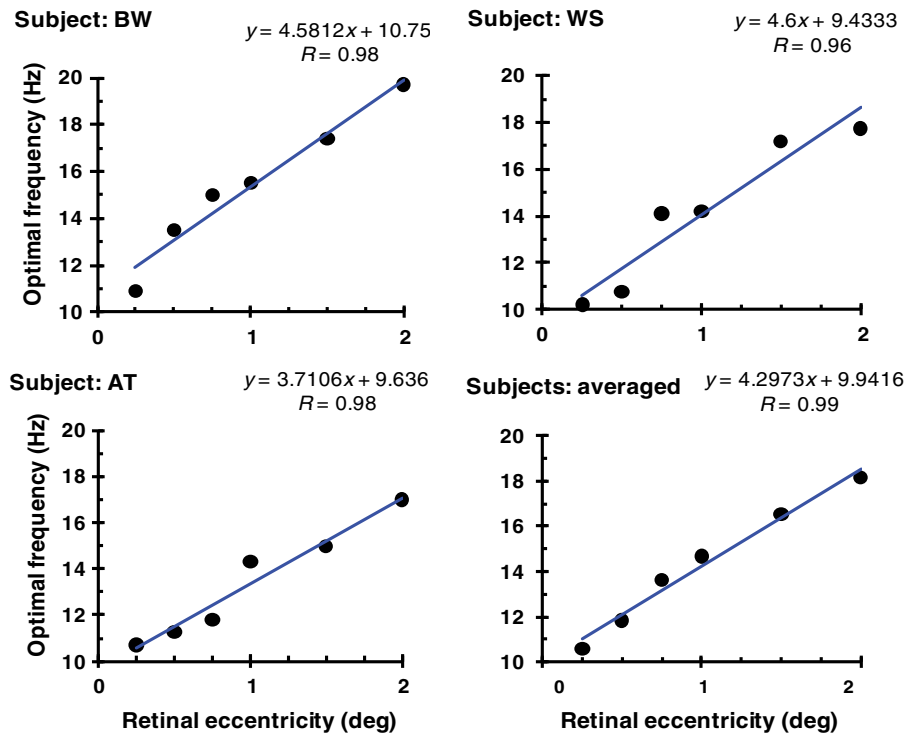 Subject: BW
y = 4.5812x + 10.75
R = 0.98
Optimal frequency (Hz)
20
18
16
14
12
10
0
1
2
Subject: WS
y = 4.6x + 9.4333
R = 0.96
20
18
16
14
12
10
0
1
2
Subject: AT
y = 3.7106x + 9.636
R = 0.98
Optimal frequency (Hz)
20
18
16
14
12
10
0
1
2
Retinal eccentricity (deg)
Subjects: averaged
y = 4.2973x + 9.9416
R = 0.99
20
18
16
14
12
10
0
1
2
Retinal eccentricity (deg)